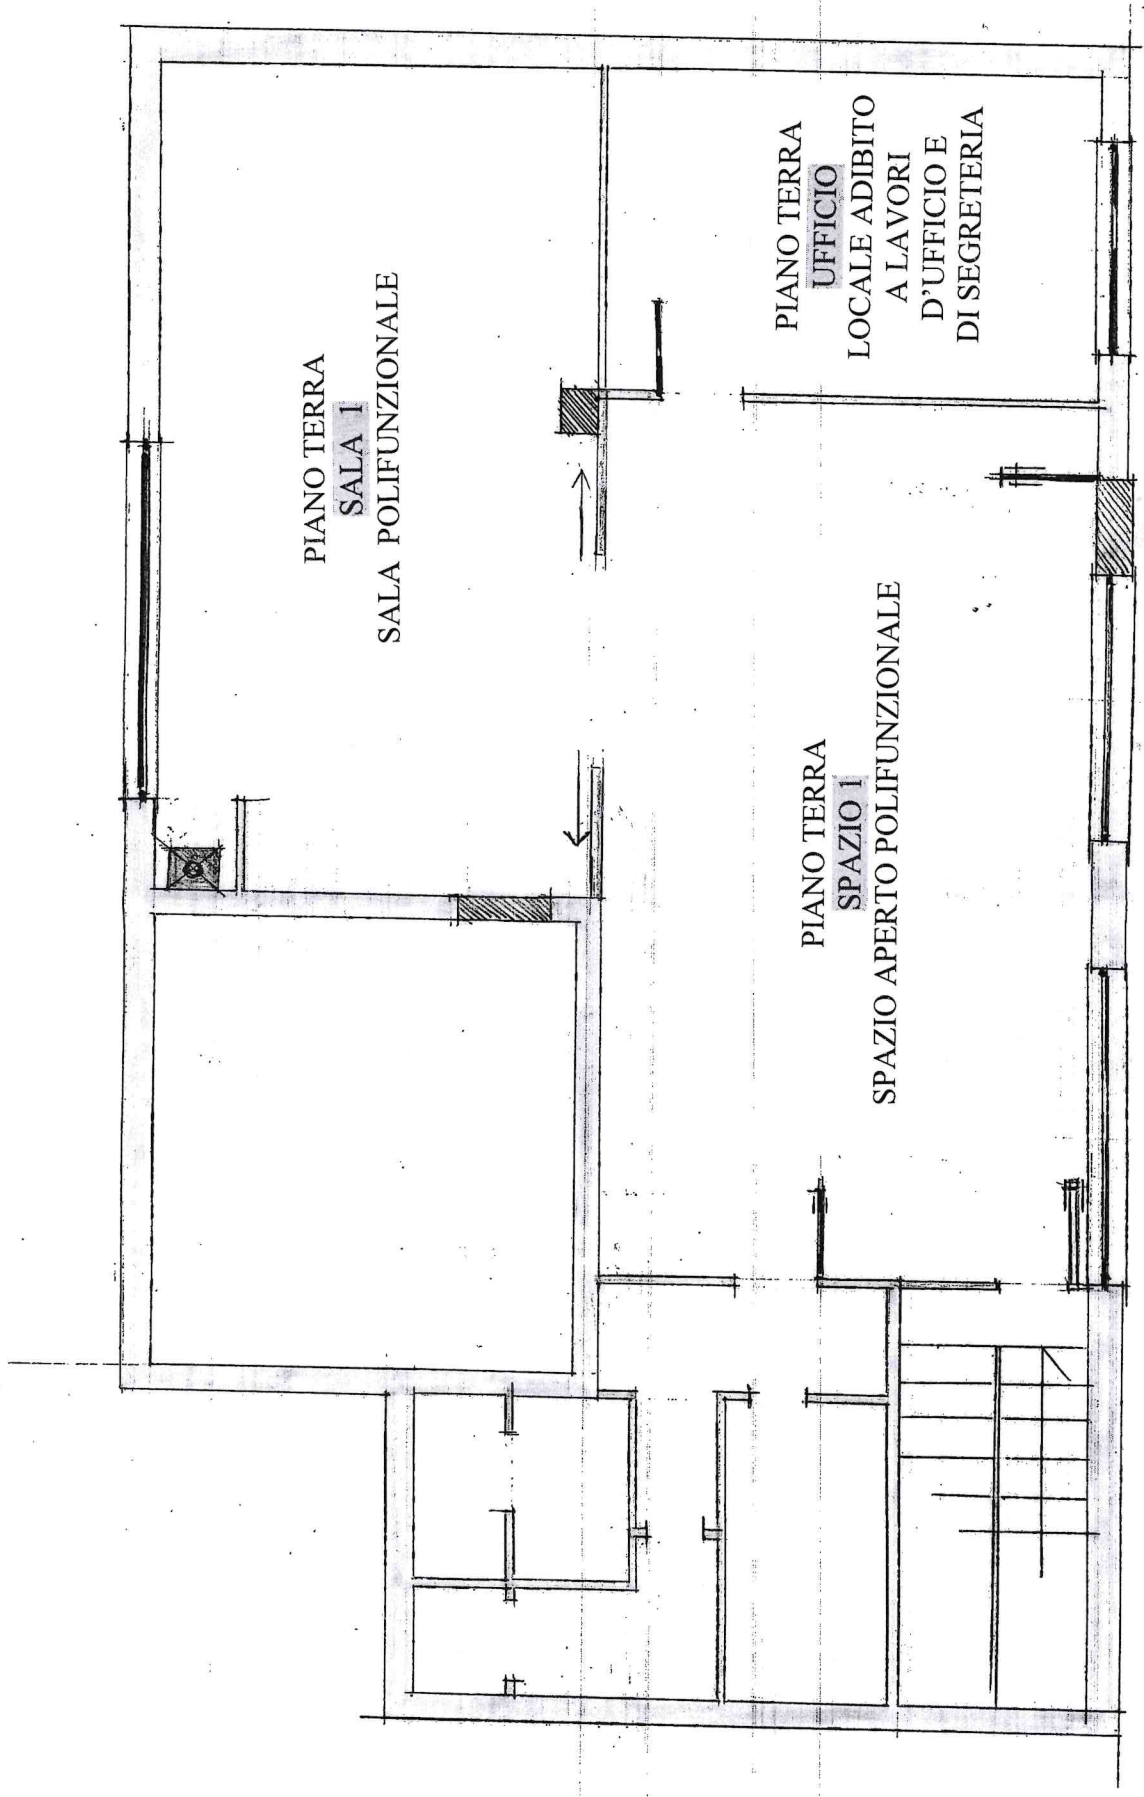 PIANO TERRA
SALA 1
SALA POLIFUNZIONALE
PIANO TERRA
UFFICIO
LOCALE ADIBITO
A LAVORI
D'UFFICIO E
DI SEGRETERIA
PIANO TERRA
SPAZIO 1
SPAZIO APERTO POLIFUNZIONALE